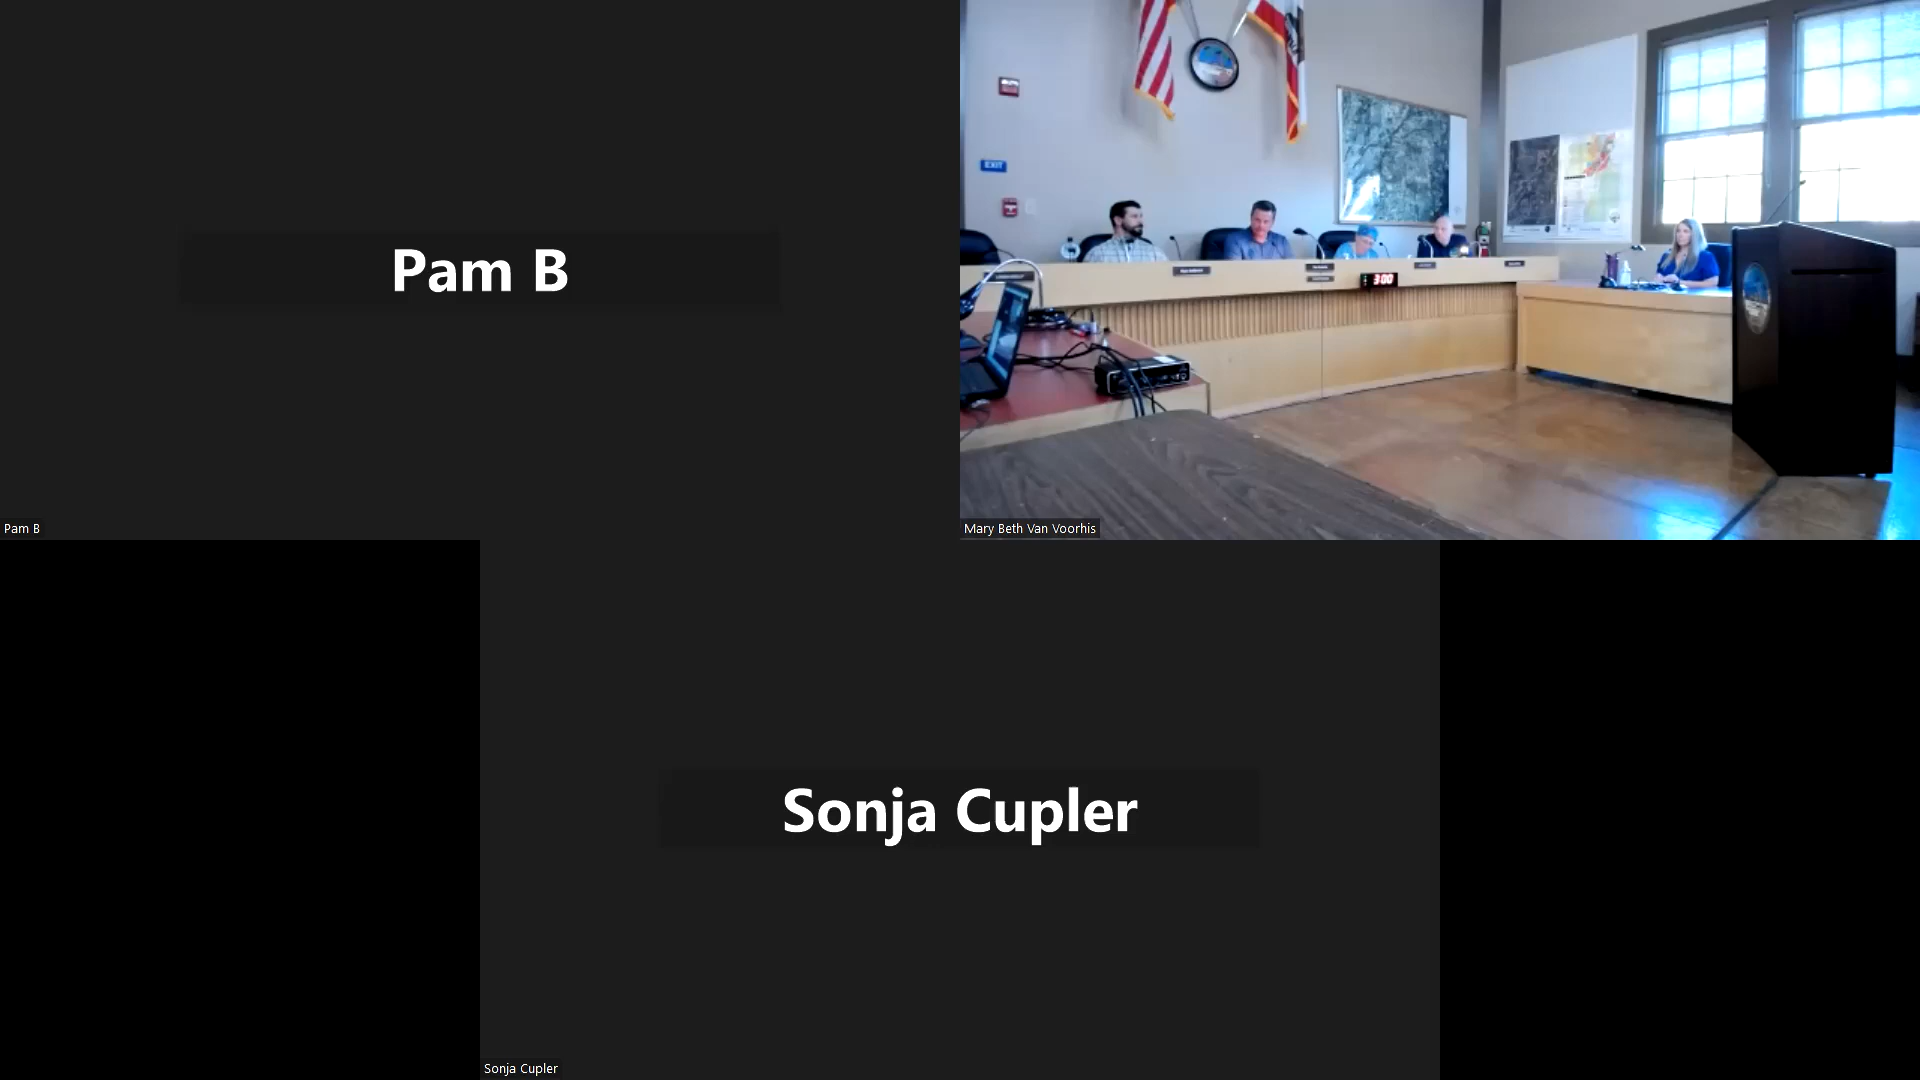 Pam B
Pam B
EXIT
3:00
Mary Beth Van Voorhis
Sonja Cupler
Sonja Cupler